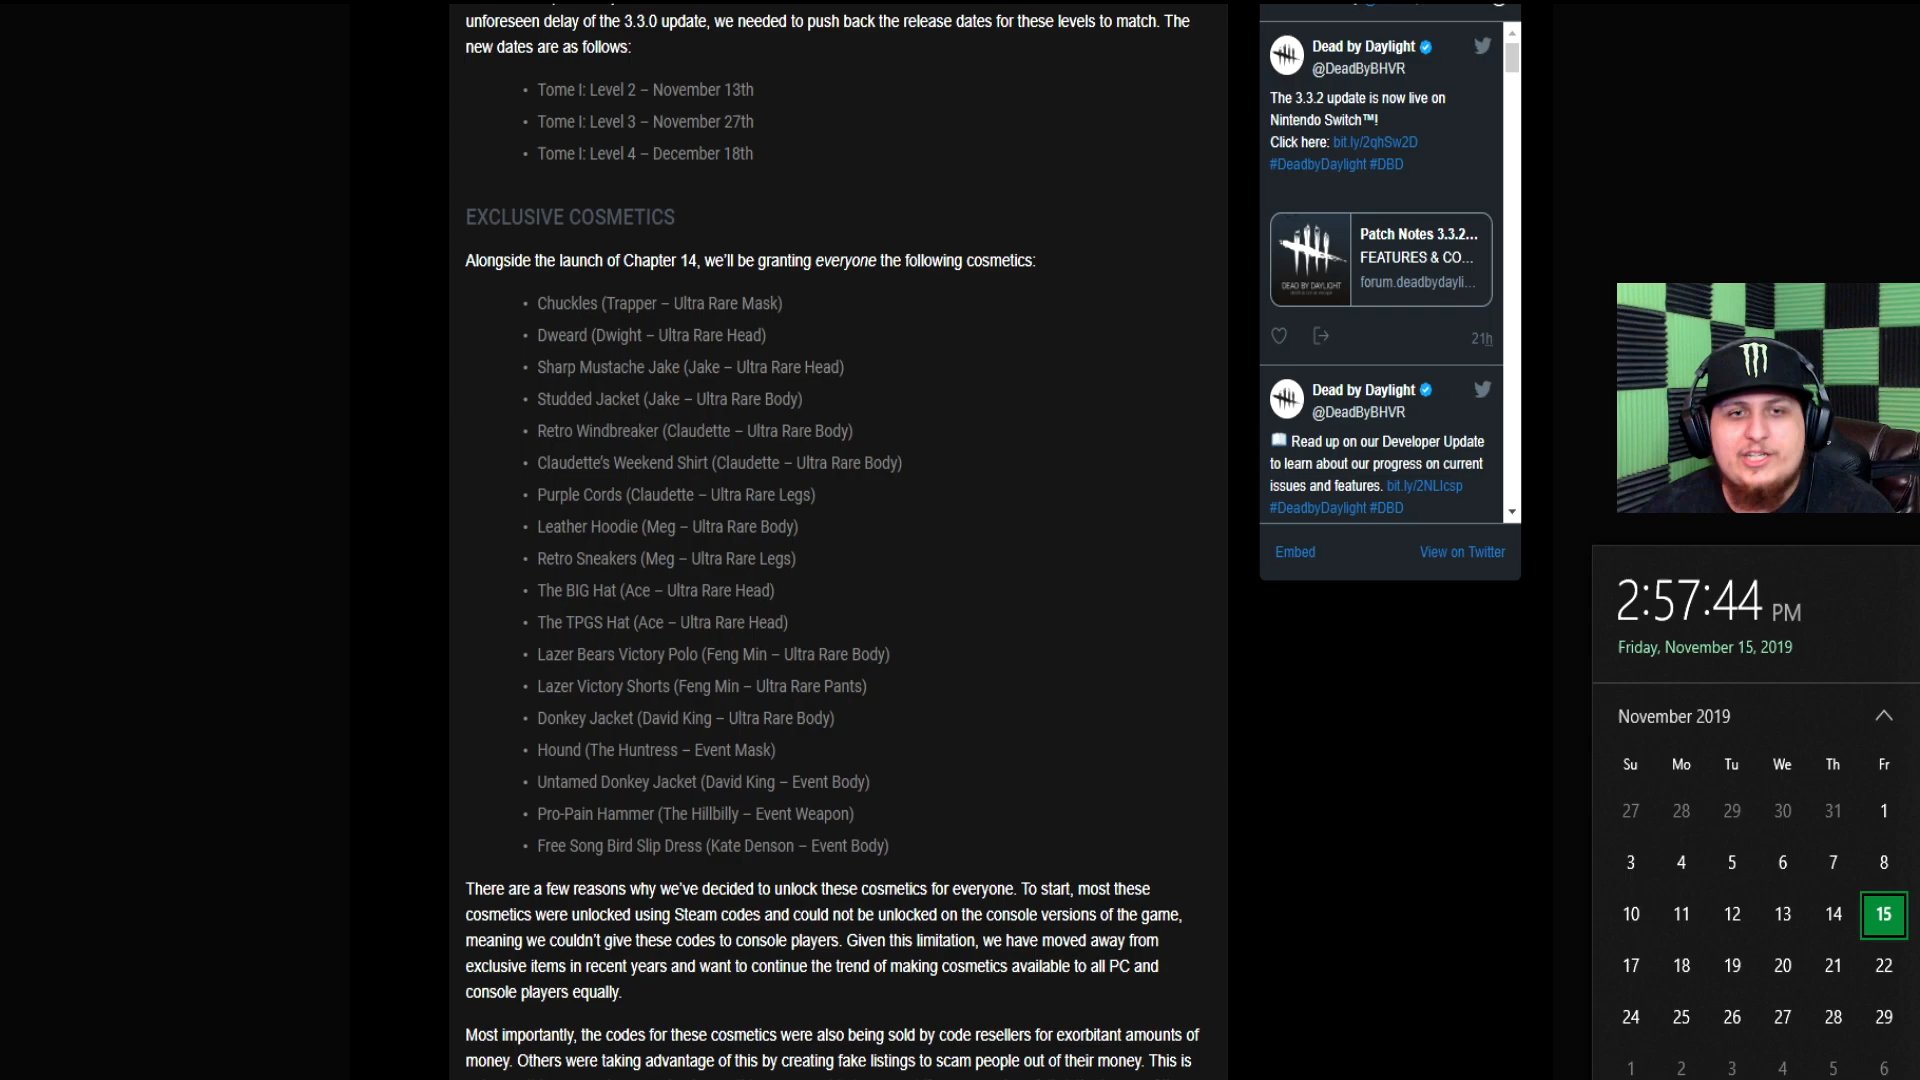 unforeseen delay of the 3.3.0 update, we needed to push back the release dates for these levels to match. The
new dates are as follows:
• Tome I: Level 2 – November 13th
• Tome I: Level 3 – November 27th
• Tome I: Level 4 – December 18th
EXCLUSIVE COSMETICS
Alongside the launch of Chapter 14, we'll be granting everyone the following cosmetics:
• Chuckles (Trapper – Ultra Rare Mask)
• Dweard (Dwight – Ultra Rare Head)
• Sharp Mustache Jake (Jake – Ultra Rare Head)
• Studded Jacket (Jake – Ultra Rare Body)
• Retro Windbreaker (Claudette – Ultra Rare Body)
• Claudette's Weekend Shirt (Claudette – Ultra Rare Body)
• Purple Cords (Claudette – Ultra Rare Legs)
• Leather Hoodie (Meg – Ultra Rare Body)
• Retro Sneakers (Meg – Ultra Rare Legs)
• The BIG Hat (Ace – Ultra Rare Head)
• The TPGS Hat (Ace – Ultra Rare Head)
• Lazer Bears Victory Polo (Feng Min – Ultra Rare Body)
• Lazer Victory Shorts (Feng Min – Ultra Rare Pants)
• Donkey Jacket (David King – Ultra Rare Body)
• Hound (The Huntress – Event Mask)
• Untamed Donkey Jacket (David King – Event Body)
• Pro-Pain Hammer (The Hillbilly – Event Weapon)
• Free Song Bird Slip Dress (Kate Denson – Event Body)
There are a few reasons why we've decided to unlock these cosmetics for everyone. To start, most these
cosmetics were unlocked using Steam codes and could not be unlocked on the console versions of the game,
meaning we couldn't give these codes to console players. Given this limitation, we have moved away from
exclusive items in recent years and want to continue the trend of making cosmetics available to all PC and
console players equally.
Most importantly, the codes for these cosmetics were also being sold by code resellers for exorbitant amounts of
money. Others were taking advantage of this by creating fake listings to scam people out of their money. This is
Dead by Daylight
@DeadByBHVR
The 3.3.2 update is now live on
Nintendo Switch™!
Click here: bit.ly/2qhSw2D
#DeadbyDaylight #DBD
DEAD BY DAYLIGHT
Patch Notes 3.3.2...
FEATURES & CO...
forum.deadbydayli...
21h
Dead by Daylight
@DeadByBHVR
Read up on our Developer Update
to learn about our progress on current
issues and features. bit.ly/2NLIcsp
#DeadbyDaylight #DBD
Embed View on Twitter
2:57:44 PM
Friday, November 15, 2019
November 2019
Su Mo Tu We Th Fr
27 28 29 30 31 1
3 4 5 6 7 8
10 11 12 13 14 15
17 18 19 20 21 22
24 25 26 27 28 29
1 2 3 4 5 6